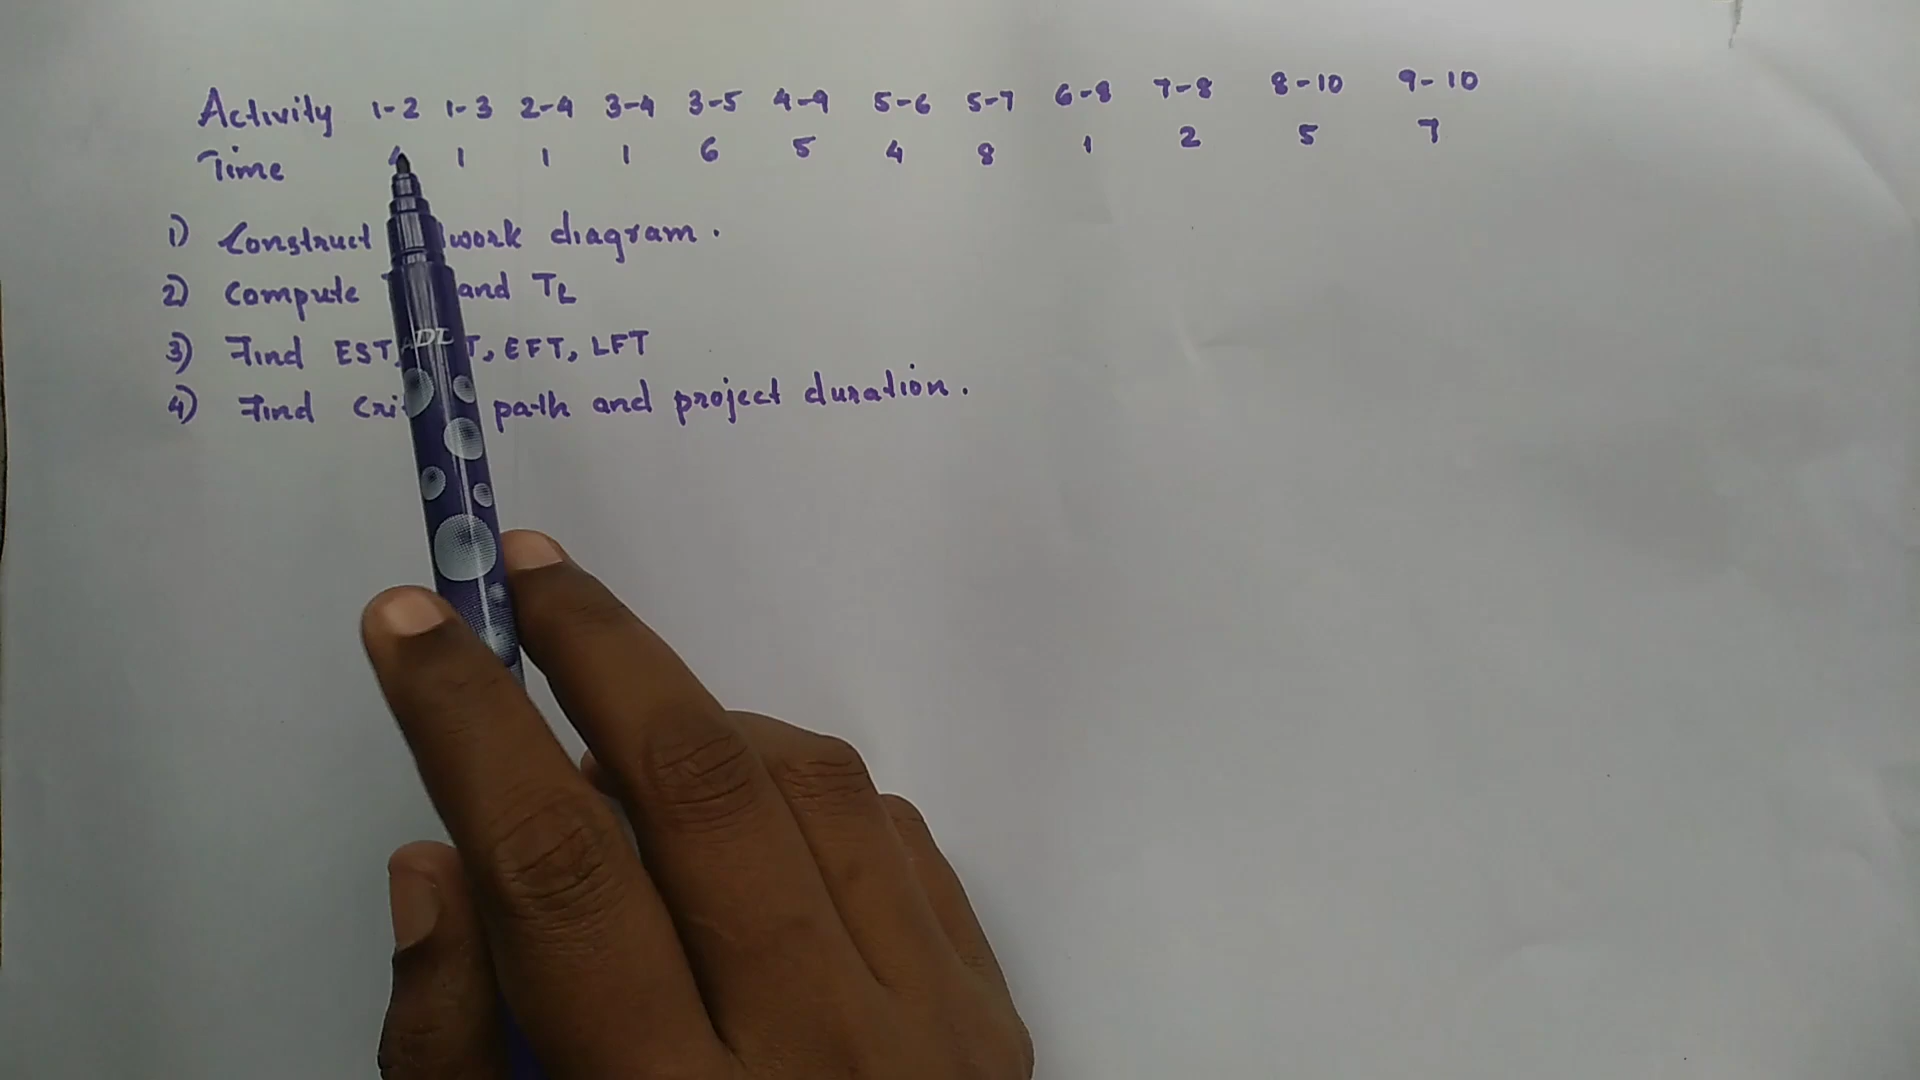 Activity 1-2 1-3 2-4 3-4 3-5 4-9 5-6 5-7 6-8 7-8 8-10 9-10
Time 1 1 1 6 5 4 8 1 2 5 7
1) Construct work diagram.
2) Compute and TL
3) Find EST, T, EFT, LFT
4) Find Cri path and project duration.